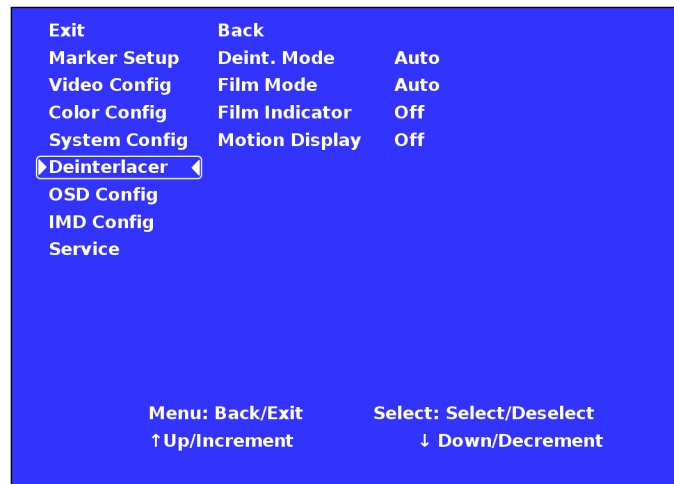 Exit Back
Marker Setup Deint. Mode Auto
Video Config Film Mode Auto
Color Config Film Indicator Off
System Config Motion Display Off
Deinterlacer
OSD Config
IMD Config
Service
Menu: Back/Exit Select: Select/Deselect
↑Up/Increment ↓ Down/Decrement